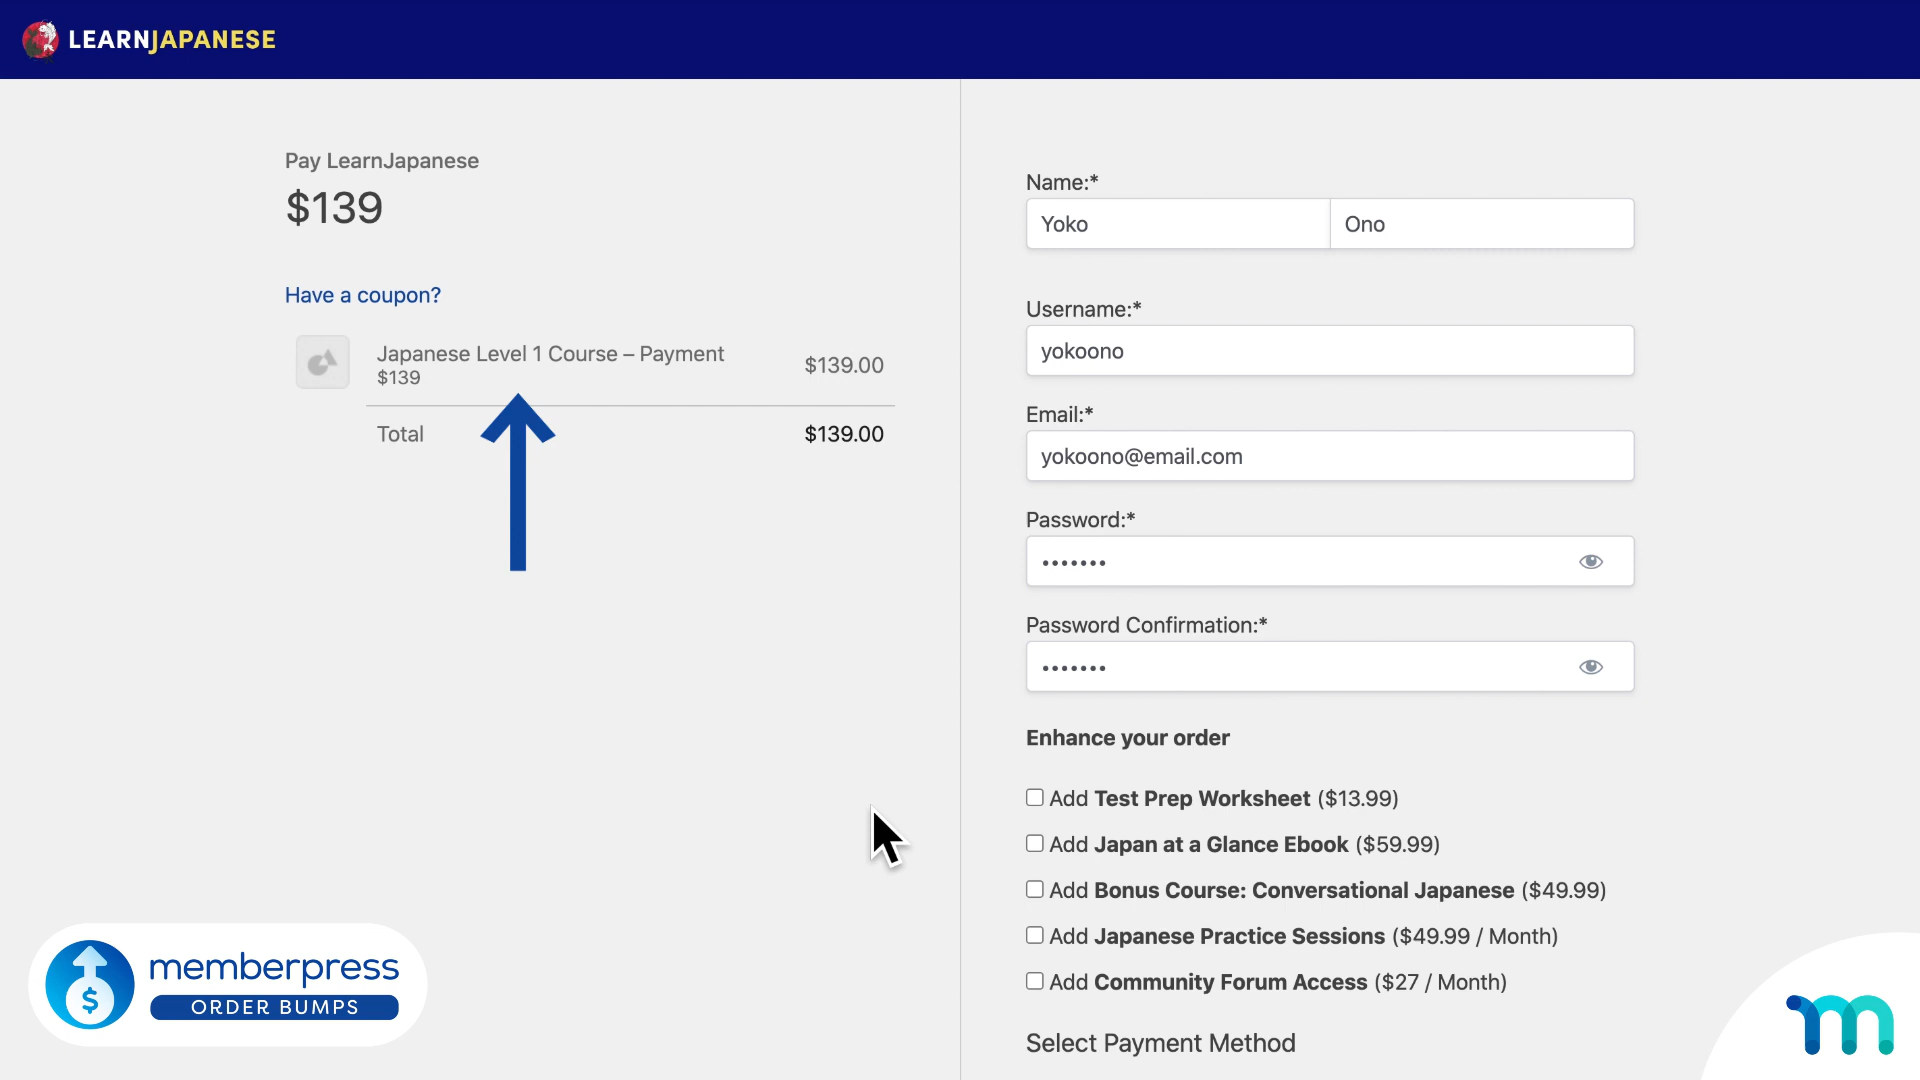 LEARNJAPANESE
Pay LearnJapanese
$139
Have a coupon?
Japanese Level 1 Course – Payment
$139
$139.00
Total
$139.00
Name:*
Yoko
Ono
Username:*
yokoono
Email:*
yokoono@email.com
Password:*
•••••••
Password Confirmation:*
•••••••
Enhance your order
Add Test Prep Worksheet ($13.99)
Add Japan at a Glance Ebook ($59.99)
Add Bonus Course: Conversational Japanese ($49.99)
Add Japanese Practice Sessions ($49.99 / Month)
Add Community Forum Access ($27 / Month)
Select Payment Method
$
memberpress
ORDER BUMPS
m